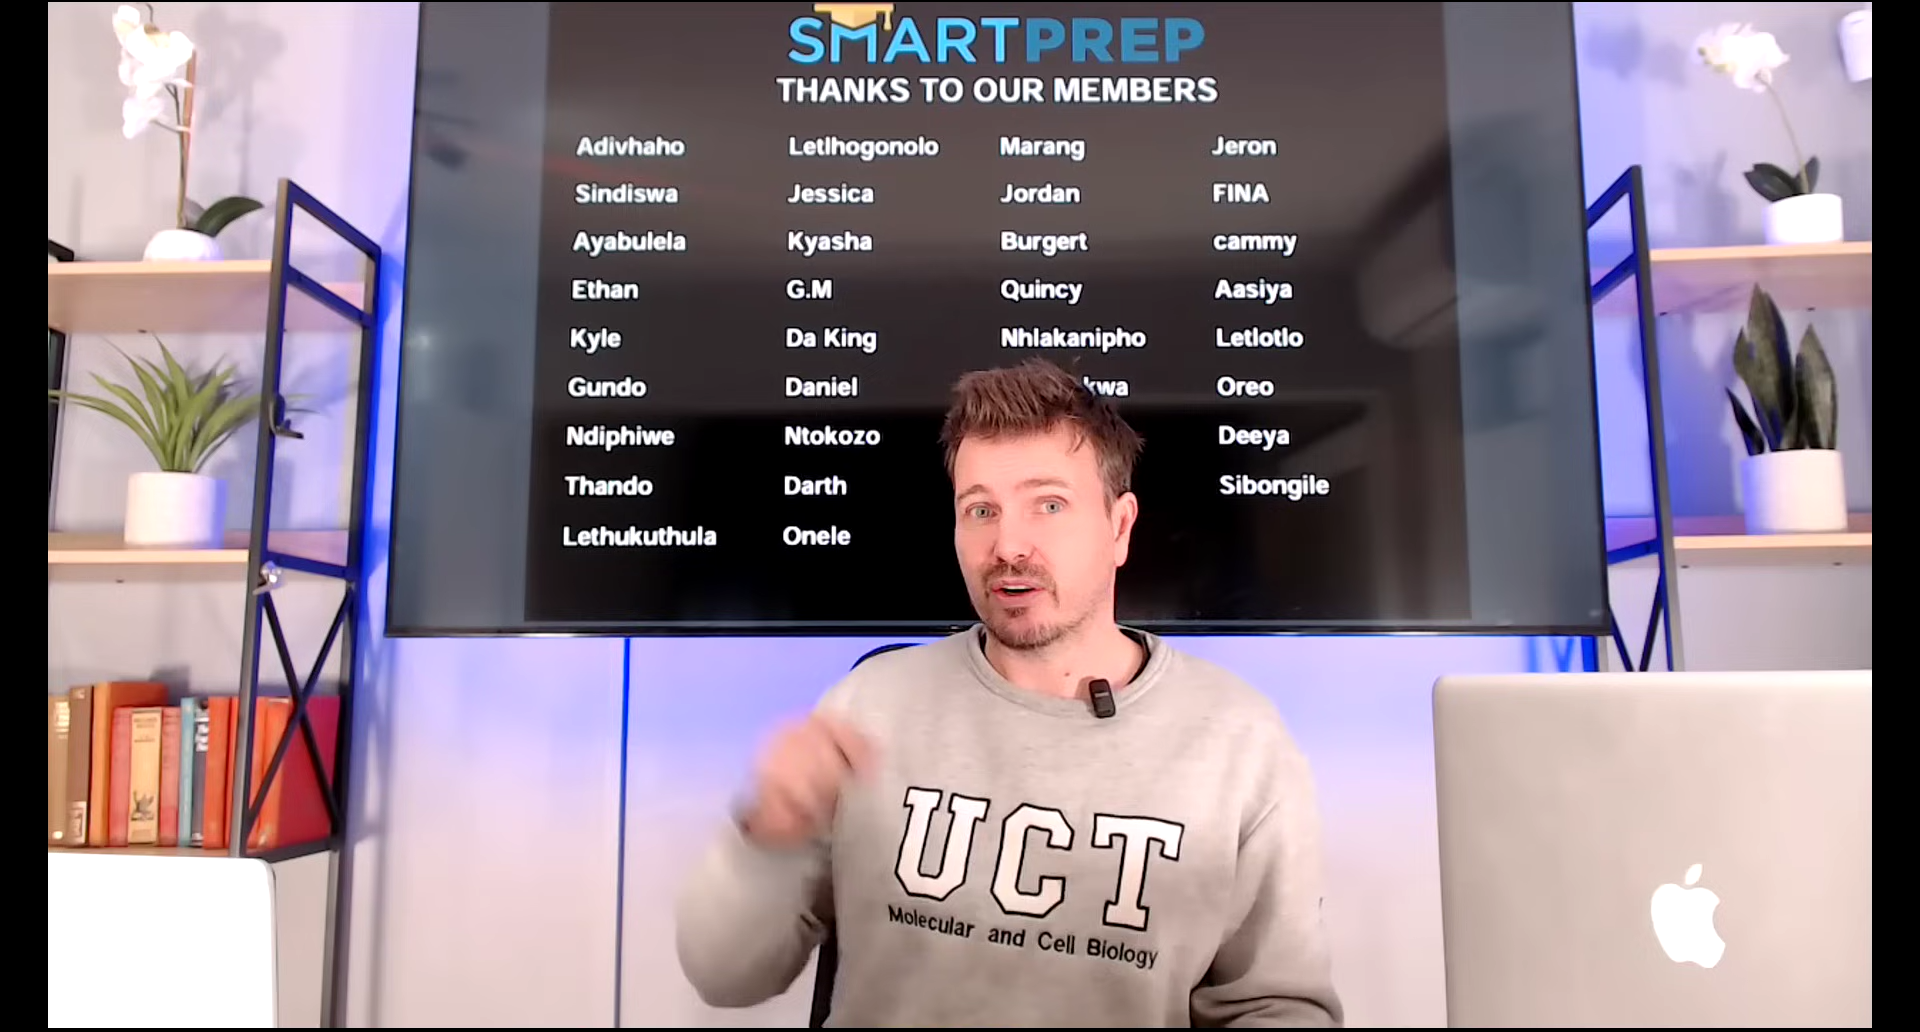 SMARTPREP
THANKS TO OUR MEMBERS
Adivhaho Letlhogonolo Marang Jeron
Sindiswa Jessica Jordan FINA
Ayabulela Kyasha Burgert cammy
Ethan G.M Quincy Aasiya
Kyle Da King Nhlakanipho Letlotlo
Gundo Daniel Oreo
Ndiphiwe Ntokozo Deeya
Thando Darth Sibongile
Lethukuthula Onele
UCT
Molecular and Cell Biology